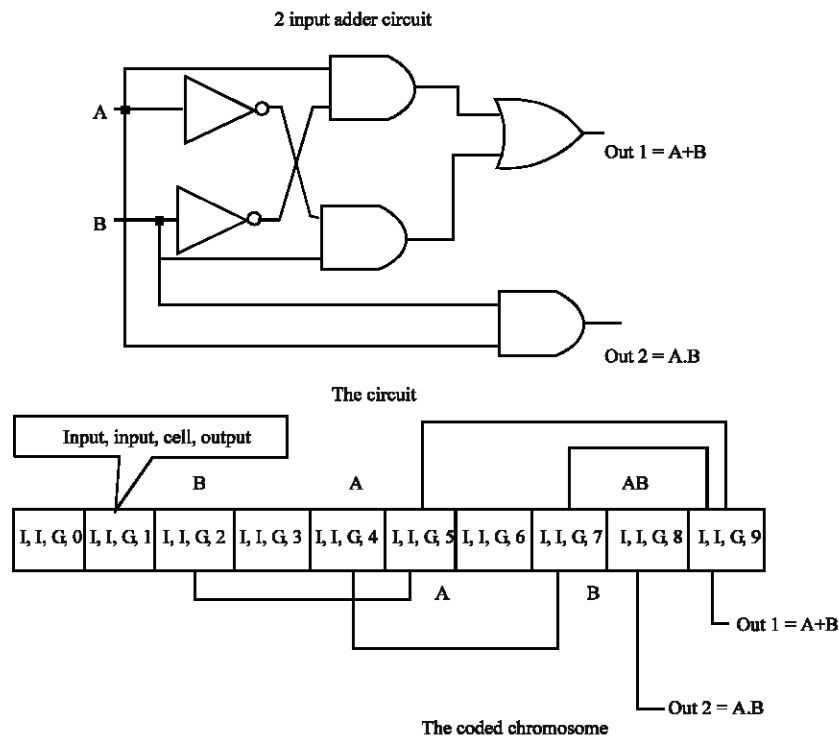 2 input adder circuit
A
Out 1 = A+B
B
Out 2 = A.B
The circuit
Input, input, cell, output
B
A
AB
I, I, G, 0
I, I, G, 1
I, I, G, 2
I, I, G, 3
I, I, G, 4
I, I, G, 5
I, I, G, 6
I, I, G, 7
I, I, G, 8
I, I, G, 9
A
B
Out 1 = A+B
Out 2 = A.B
The coded chromosome